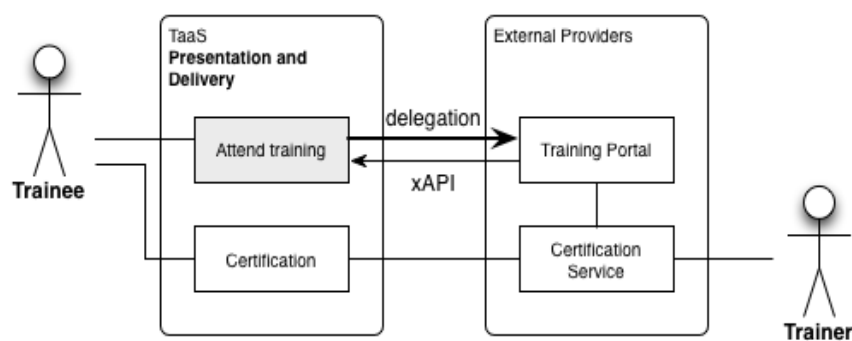 TaaS
Presentation and
Delivery
External Providers
Attend training
delegation
Training Portal
xAPI
Trainee
Certification
Certification
Service
Trainer